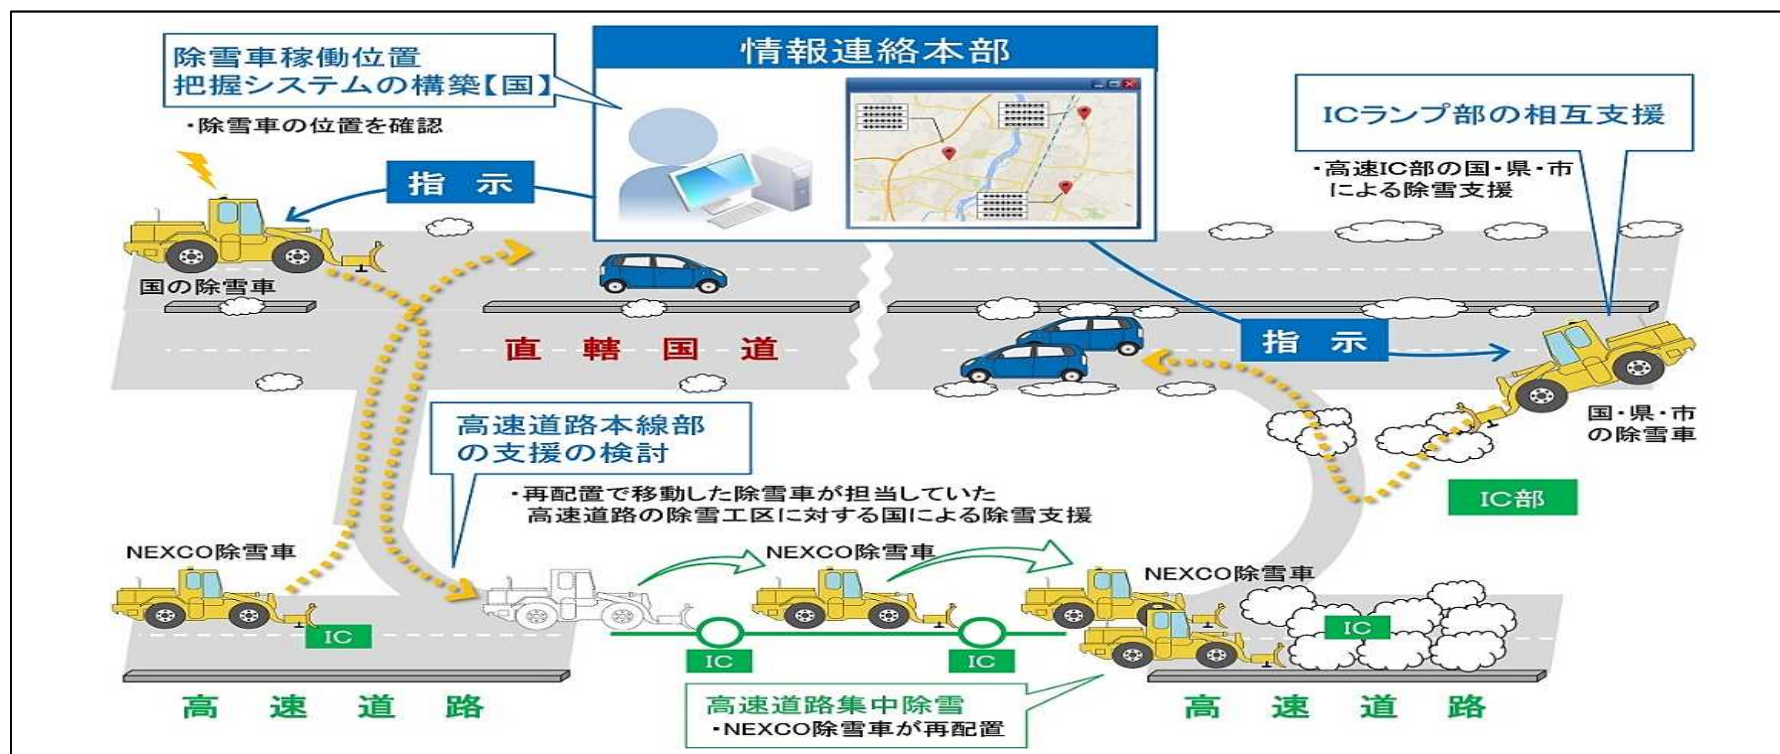 情報連絡本部
除雪車稼働位置
把握システムの構築【国】
・除雪車の位置を確認
指示
国の除雪車
ICランプ部の相互支援
・高速IC部の国・県・市
による除雪支援
直轄国道
指示
国・県・市
の除雪車
高速道路本線部
の支援の検討
・再配置で移動した除雪車が担当していた
高速道路の除雪工区に対する国による除雪支援
IC部
NEXCO除雪車
NEXCO除雪車
NEXCO除雪車
IC
IC
IC
IC
高速道路
高速道路集中除雪
・NEXCO除雪車が再配置
高速道路